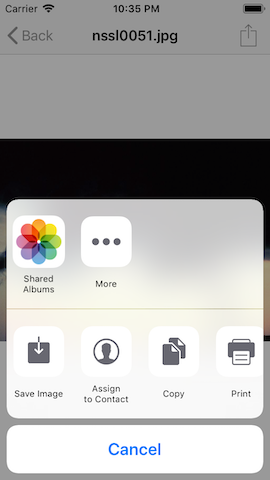 Carrier 10:35 PM
Back nssl0051.jpg
Shared Albums More
Save Image Assign to Contact Copy Print
Cancel